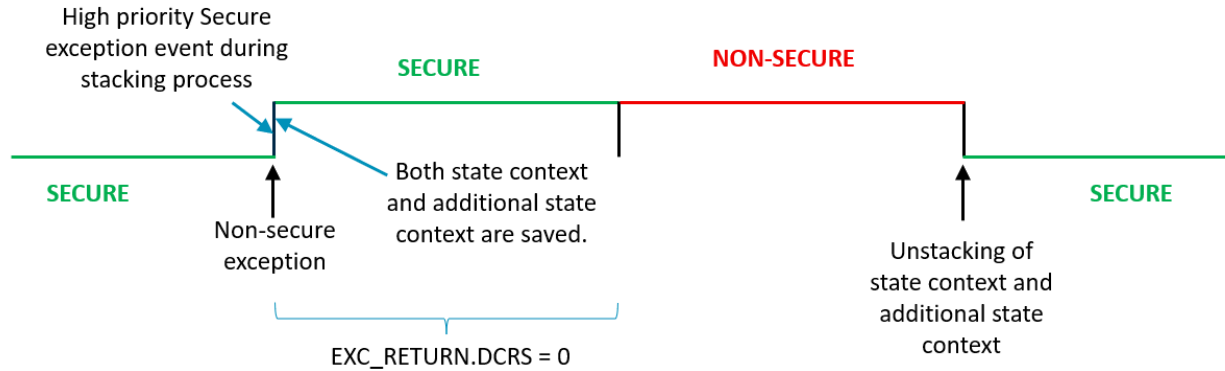 High priority Secure
exception event during
stacking process
SECURE
NON-SECURE
SECURE
Non-secure
exception
Both state context
and additional state
context are saved.
SECURE
Unstacking of
state context and
additional state
context
EXC_RETURN.DCRS = 0